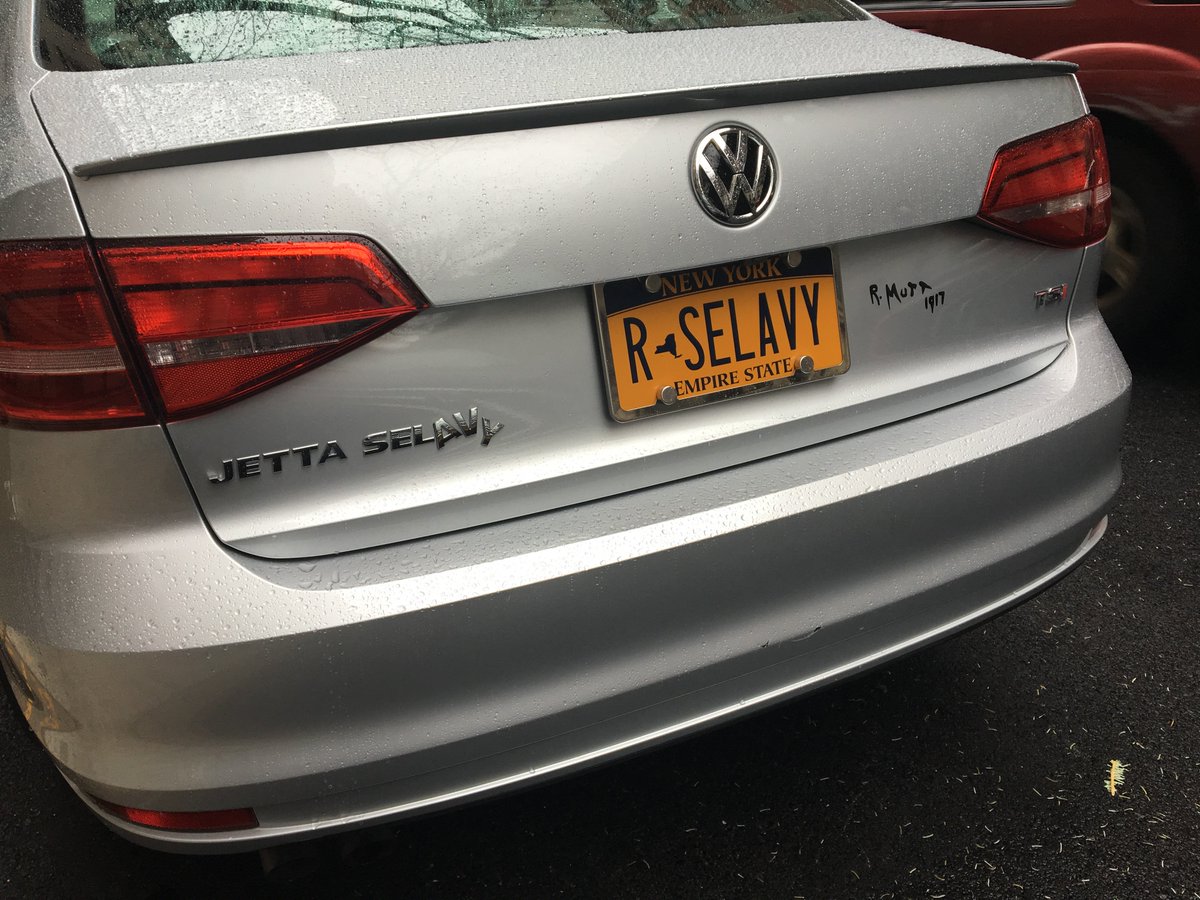 NEW YORK
R SELAVY
EMPIRE STATE
R. MUTT
1917
TSI
JETTA SELAVY